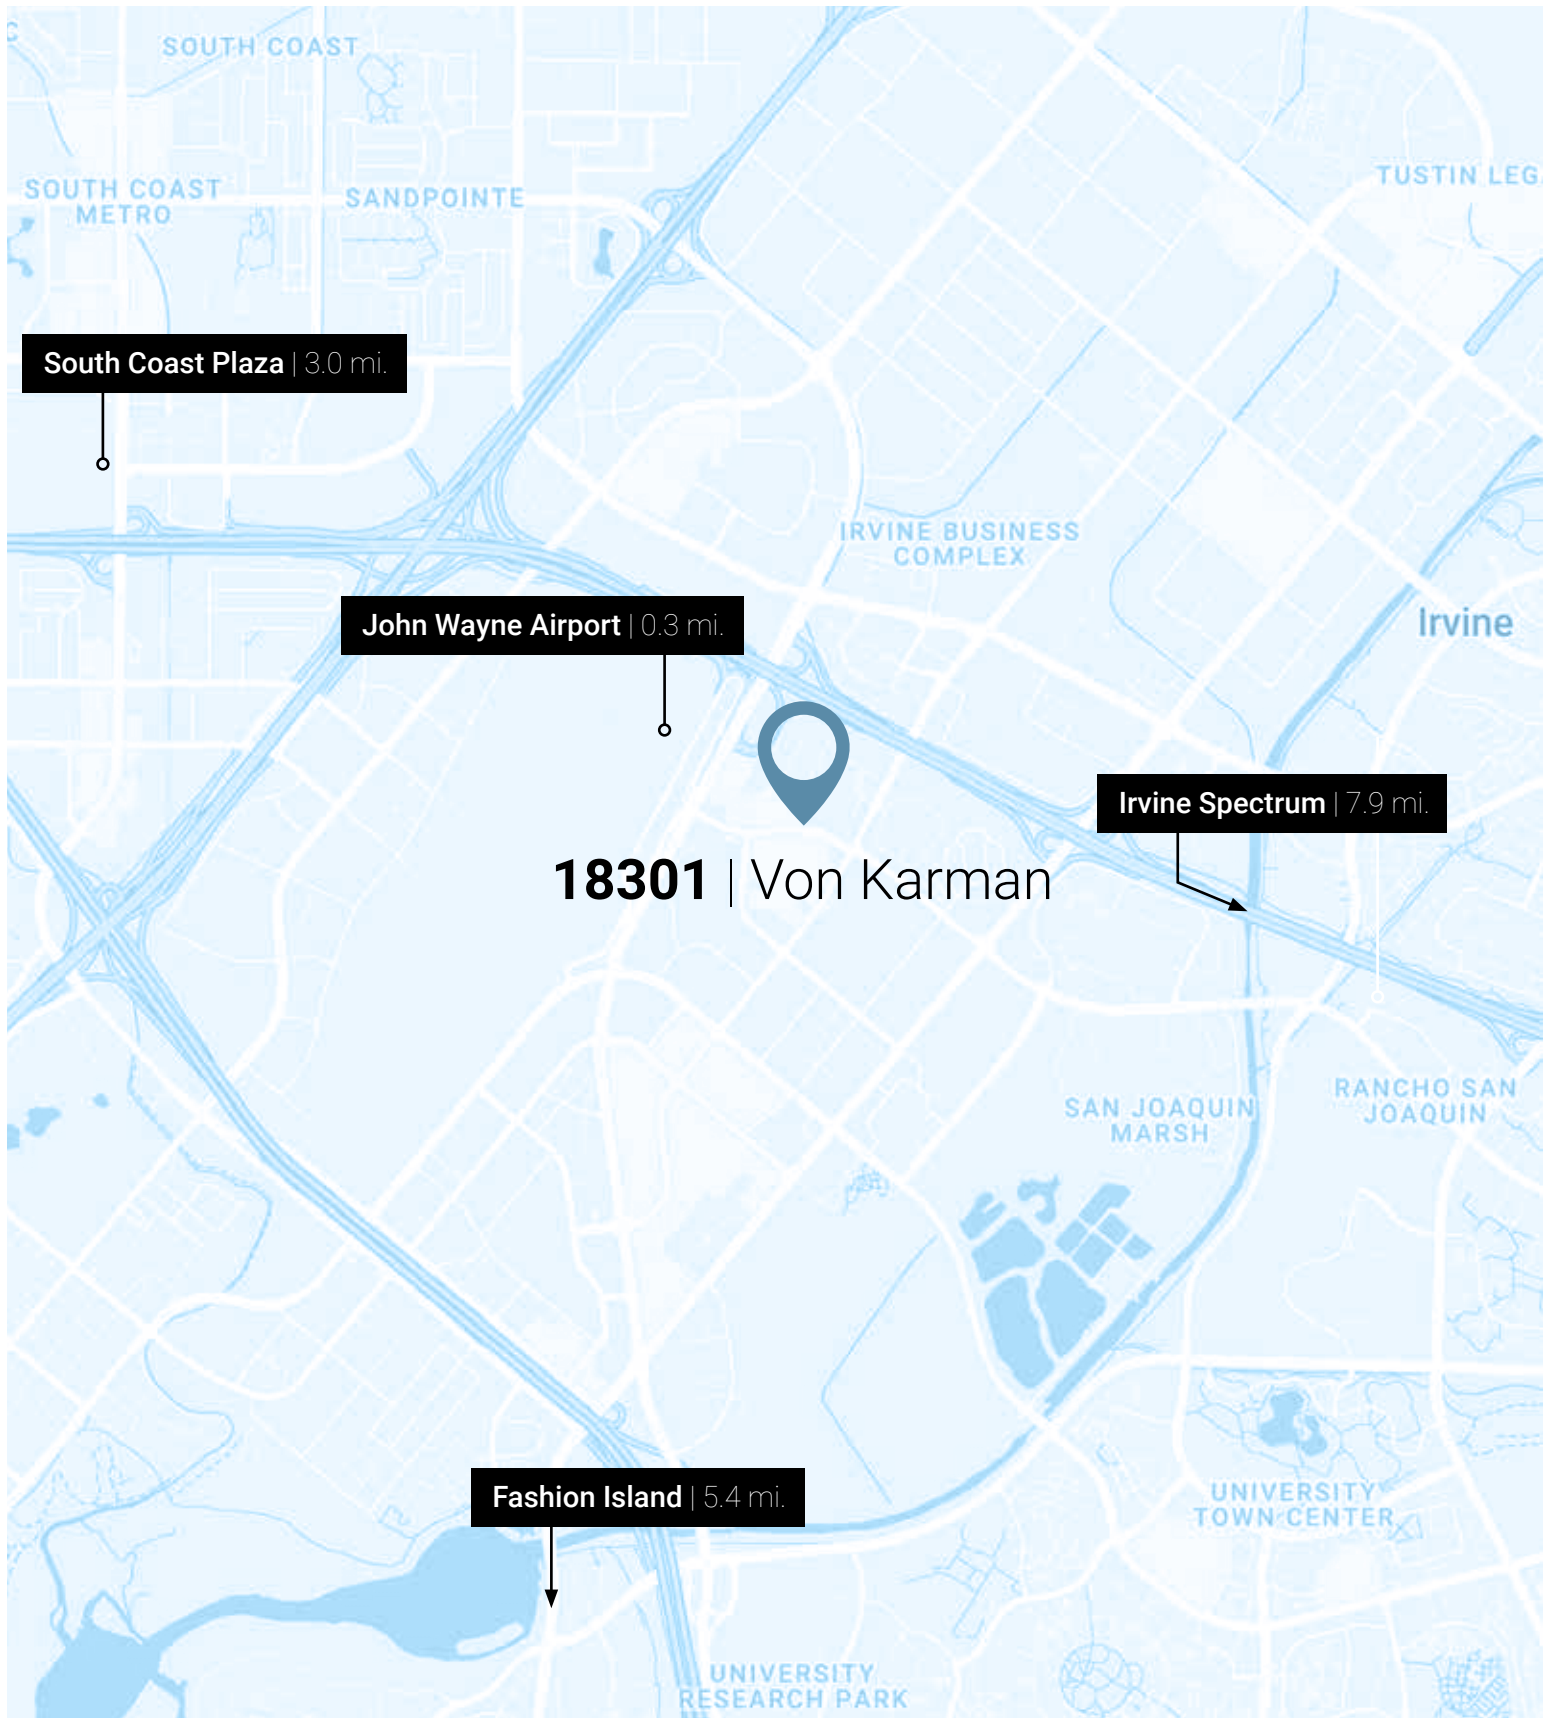 C
SOUTH COAST
TUSTIN LEG
SOUTH COAST
METRO
SANDPOINTE
South Coast Plaza | 3.0 mi.
IRVINE BUSINESS
COMPLEX
John Wayne Airport | 0.3 mi.
Irvine
Irvine Spectrum | 7.9 mi.
18301 | Von Karman
SAN JOAQUIN
MARSH
RANCHO SAN
JOAQUIN
Fashion Island | 5.4 mi.
UNIVERSITY
TOWN CENTER
UNIVERSITY
RESEARCH PARK